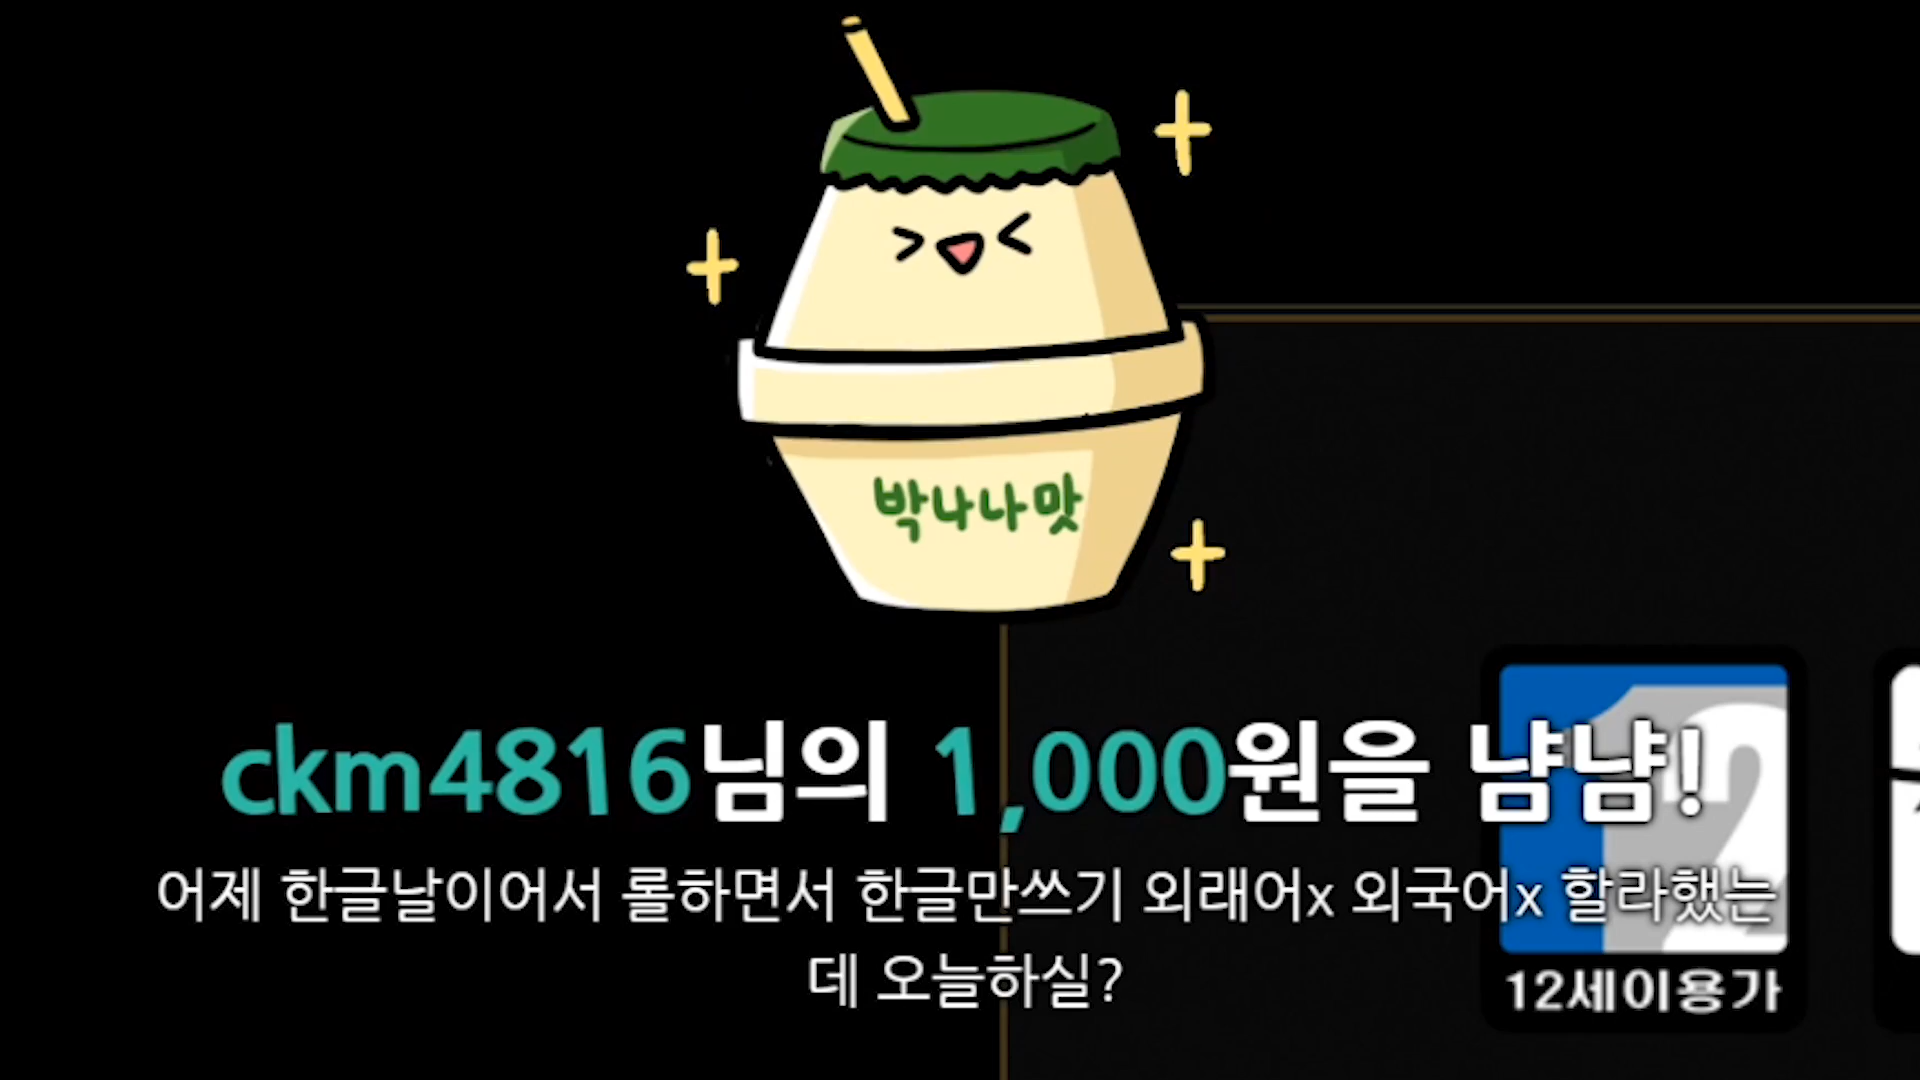 박나나맛
ckm4816님의 1,000원을 냠냠!
어제 한글날이어서 롤하면서 한글만쓰기 외래어x 외국어x 할라했는
데 오늘하실?
12
12세이용가